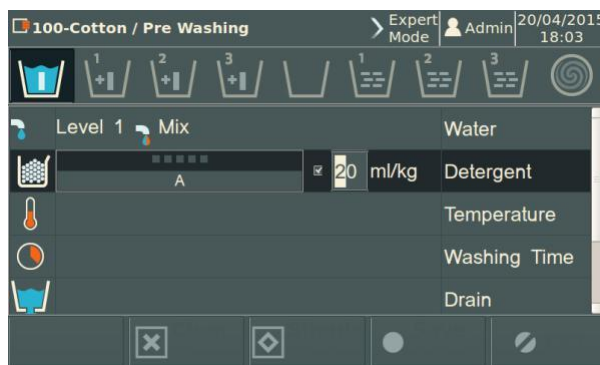 100-Cotton / Pre Washing
Expert Mode
Admin
20/04/2015
18:03
1 2 3 1 2 3
Level 1 Mix Water
A 20 ml/kg Detergent
Temperature
Washing Time
Drain